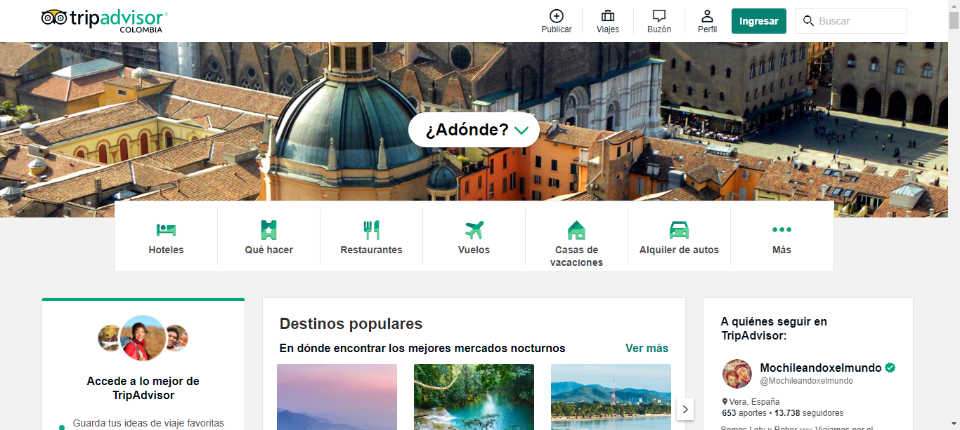 tripadvisor®
COLOMBIA
Publicar
Viajes
Buzón
Perfil
Ingresar
Buscar
¿Adónde?
Hoteles
Qué hacer
Restaurantes
Vuelos
Casas de
vacaciones
Alquiler de autos
Más
Accede a lo mejor de
TripAdvisor
Guarda tus ideas de viaje favoritas
Destinos populares
En dónde encontrar los mejores mercados nocturnos
Ver más
A quiénes seguir en
TripAdvisor:
Mochileandoxelmundo
@Mochileandoxelmundo
Vera, España
653 aportes • 13.738 seguidores